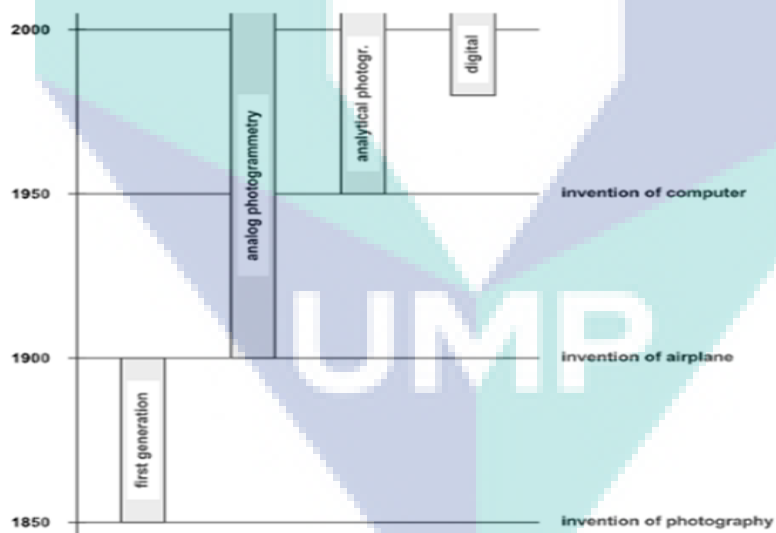 2000
digital
analytical photogr.
analog photogrammetry
1950
invention of computer
UMP
1900
invention of airplane
first generation
1850
invention of photography